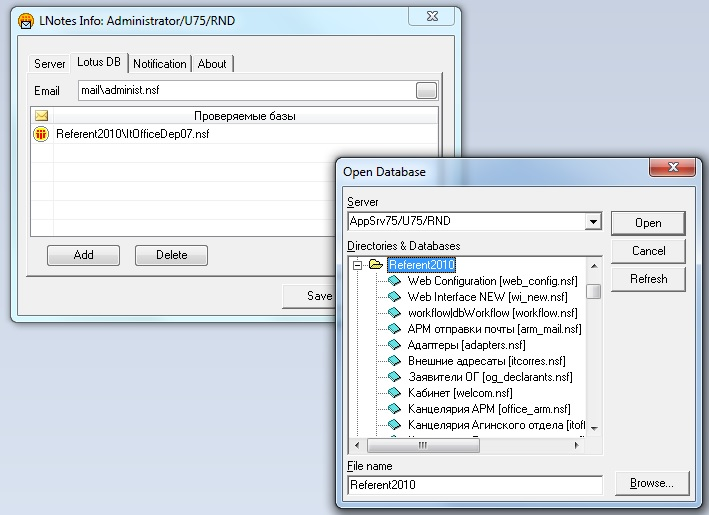 LNotes Info: Administrator/U75/RND
Server
Lotus DB
Notification
About
Email
mail\administ.nsf
Проверяемые базы
Referent2010\ItOfficeDep07.nsf
Add
Delete
Save
Open Database
Server
AppSrv75/U75/RND
Open
Cancel
Refresh
Directories & Databases
Referent2010
Web Configuration [web_config.nsf]
Web Interface NEW [wi_new.nsf]
workflow|dbWorkflow [workflow.nsf]
АРМ отправки почты [arm_mail.nsf]
Адаптеры [adapters.nsf]
Внешние адресаты [itcorres.nsf]
Заявители ОГ [og_declarants.nsf]
Кабинет [welcom.nsf]
Канцелярия АРМ [office_arm.nsf]
Канцелярия Агинского отдела [itof
File name
Referent2010
Browse...